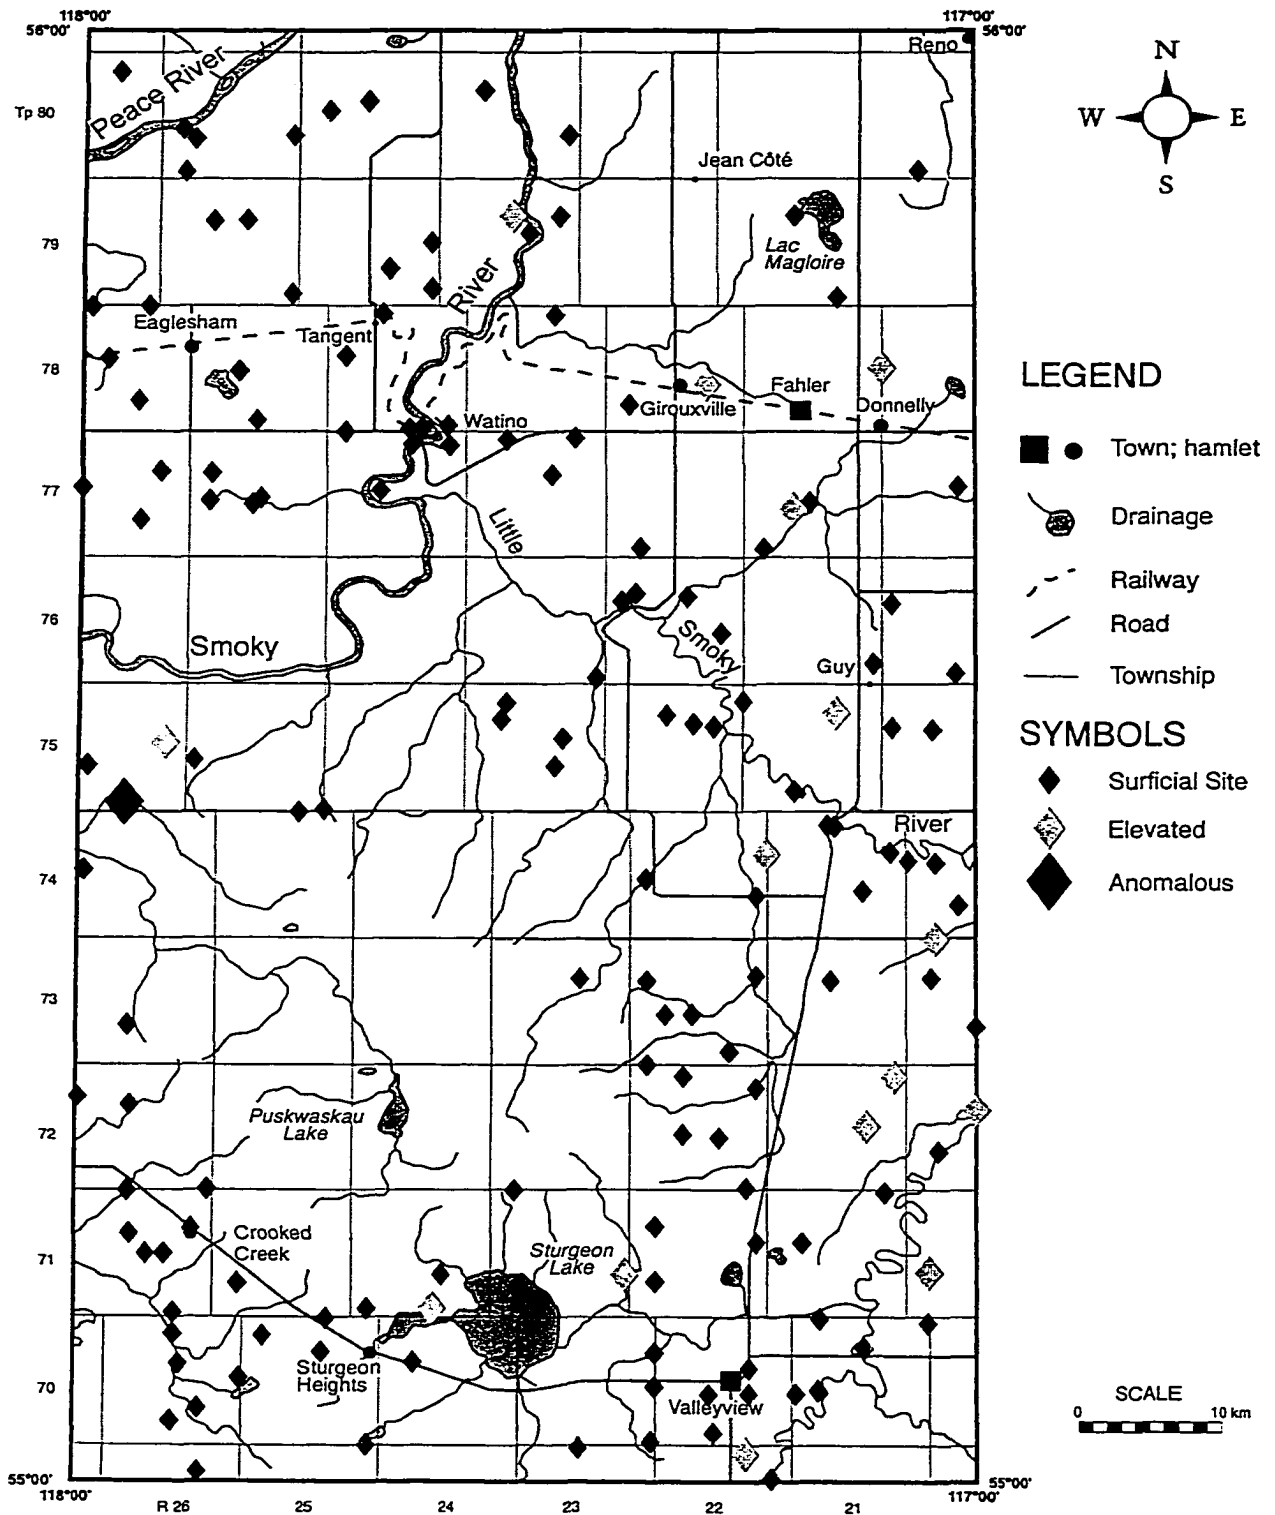 118°00'
117°00'
56°00'
56°00'
Reno
N
W
E
S
Peace River
Tp 80
Jean Côté
79
Lac
Magloire
River
Eaglesham
Tangent
78
Fahler
Girouxville
Donnelly
Watino
77
Little
76
Smoky
Smoky
Guy
75
River
74
73
Puskwaskau
Lake
72
Crooked
Creek
71
Sturgeon
Lake
Sturgeon
Heights
70
Valleyview
55°00'
55°00'
118°00'
117°00'
R 26
25
24
23
22
21
LEGEND
Town; hamlet
Drainage
Railway
Road
Township
SYMBOLS
Surficial Site
Elevated
Anomalous
SCALE
0
10 km